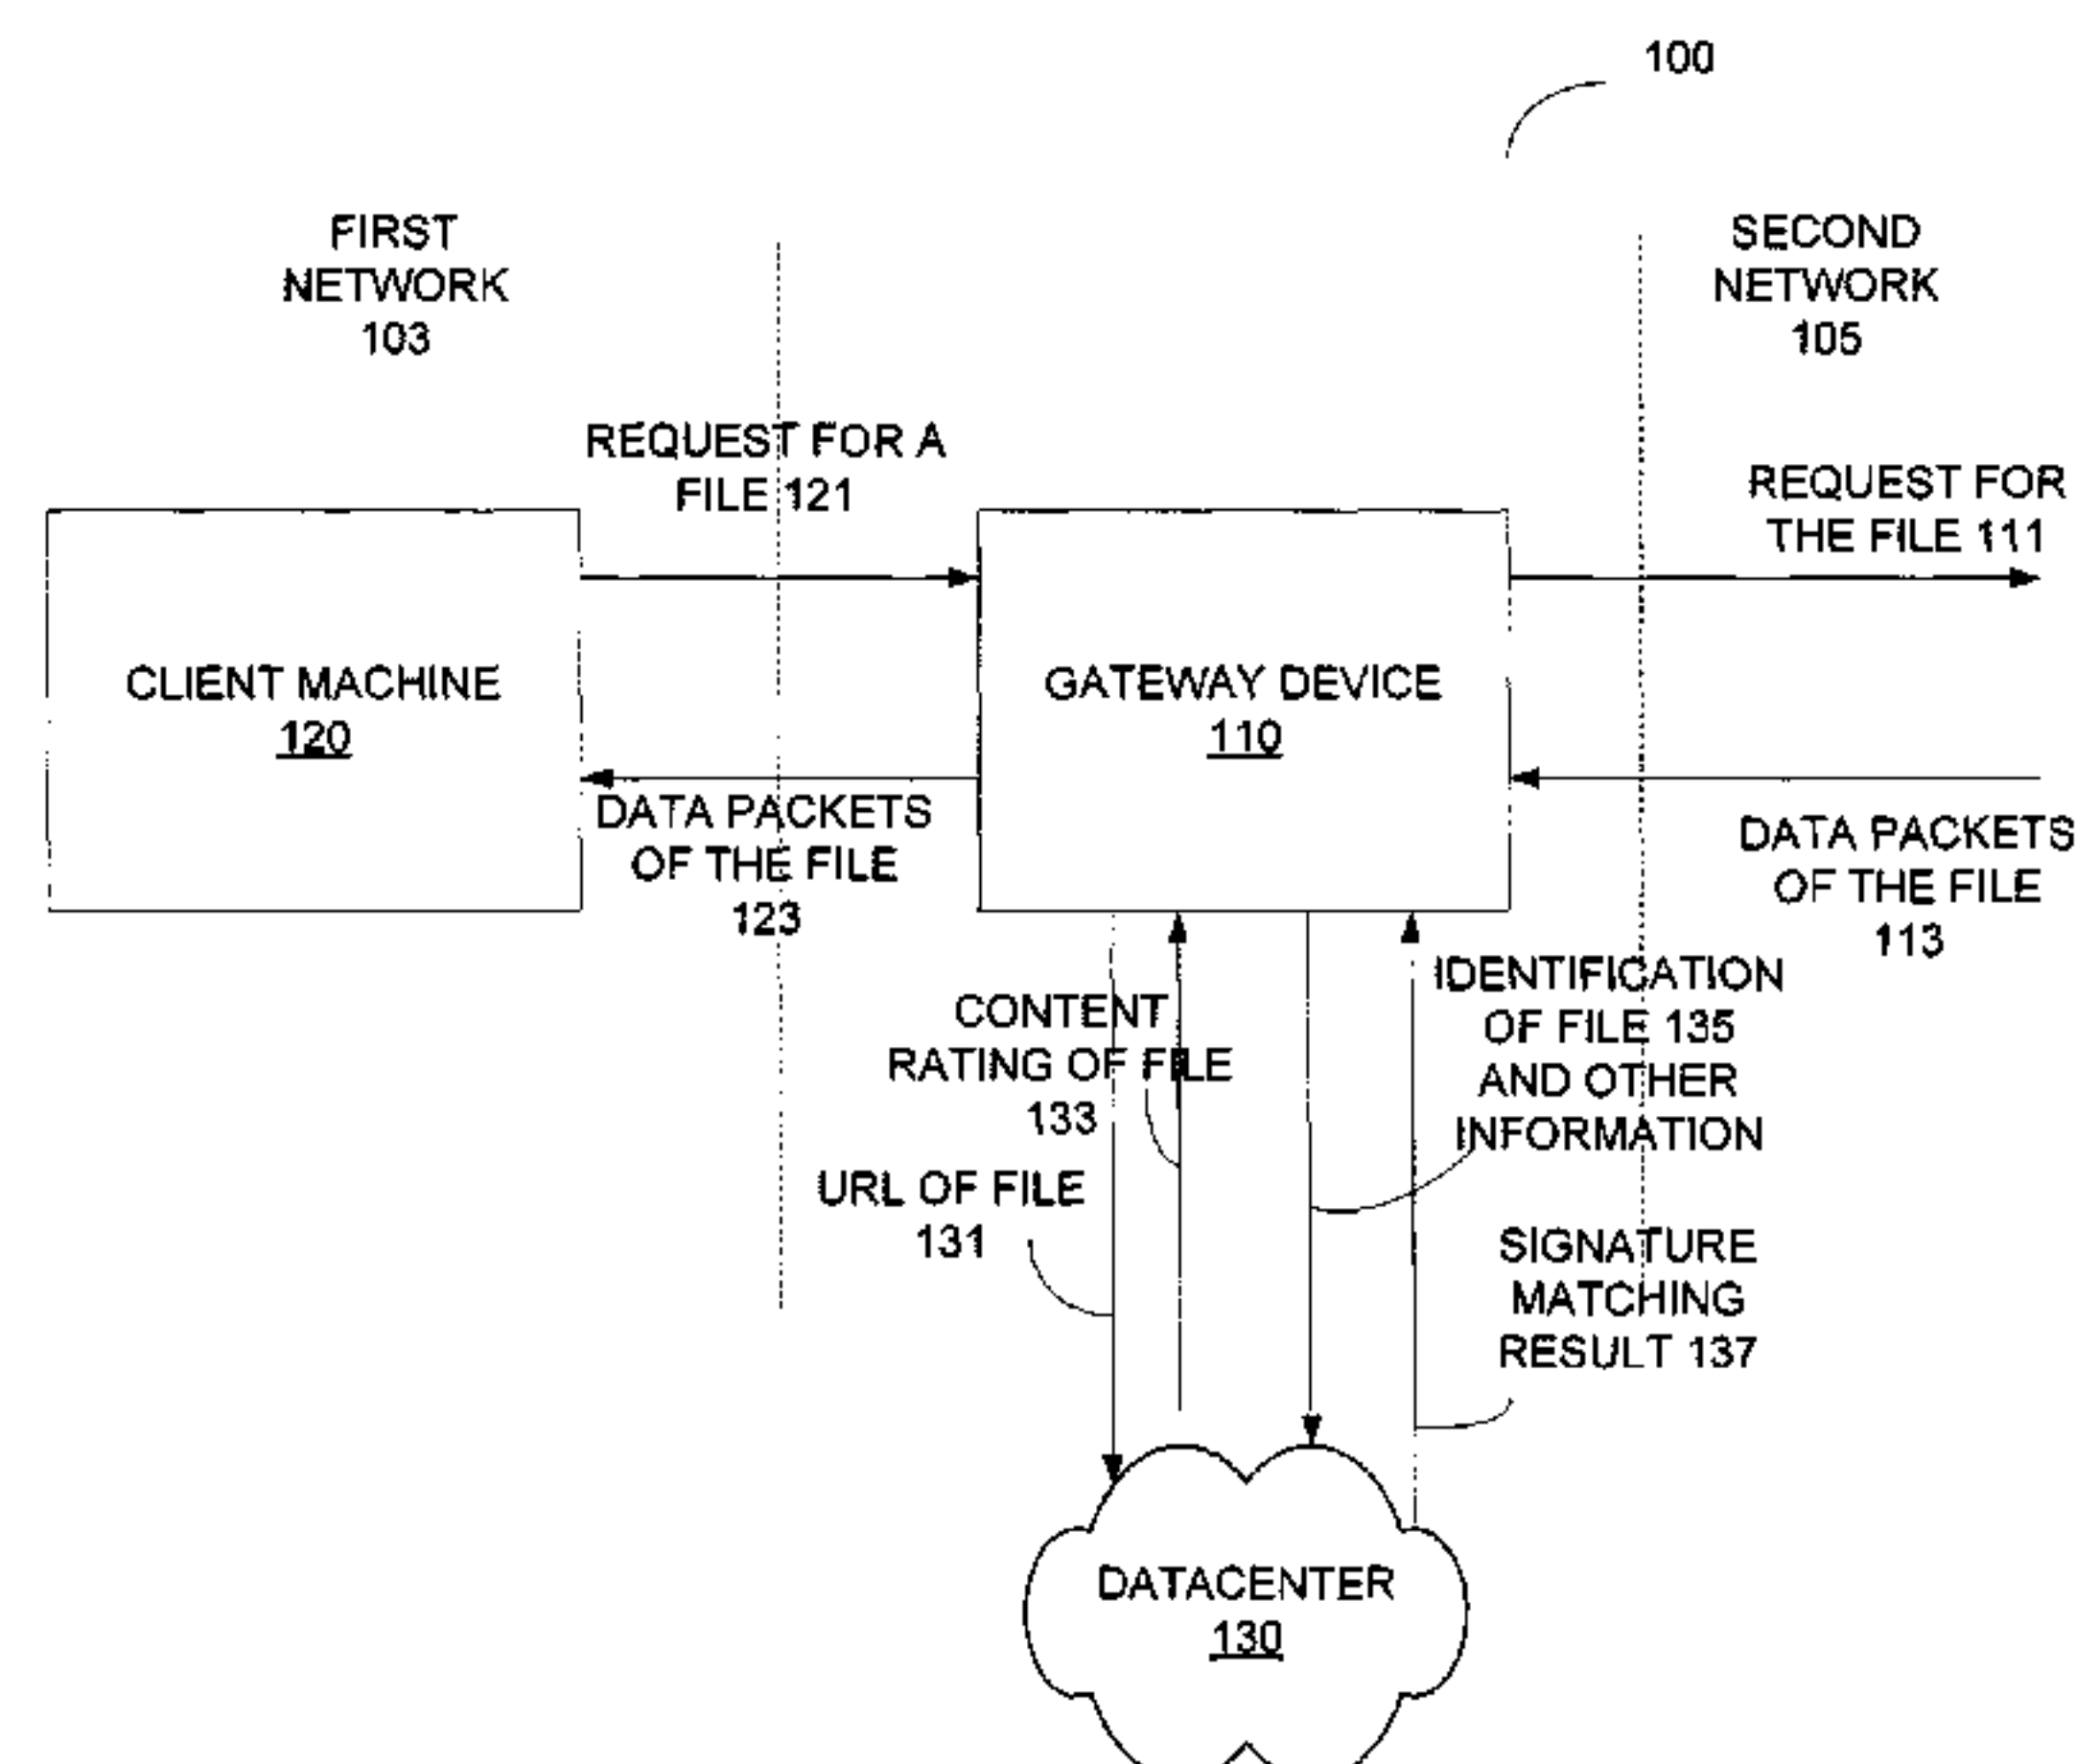 100
FIRST
NETWORK
103
SECOND
NETWORK
105
REQUEST FOR A
FILE 121
REQUEST FOR
THE FILE 111
CLIENT MACHINE
120
GATEWAY DEVICE
110
DATA PACKETS
OF THE FILE
123
DATA PACKETS
OF THE FILE
113
CONTENT
RATING OF FILE
133
IDENTIFICATION
OF FILE 135
AND OTHER
INFORMATION
URL OF FILE
131
SIGNATURE
MATCHING
RESULT 137
DATACENTER
130